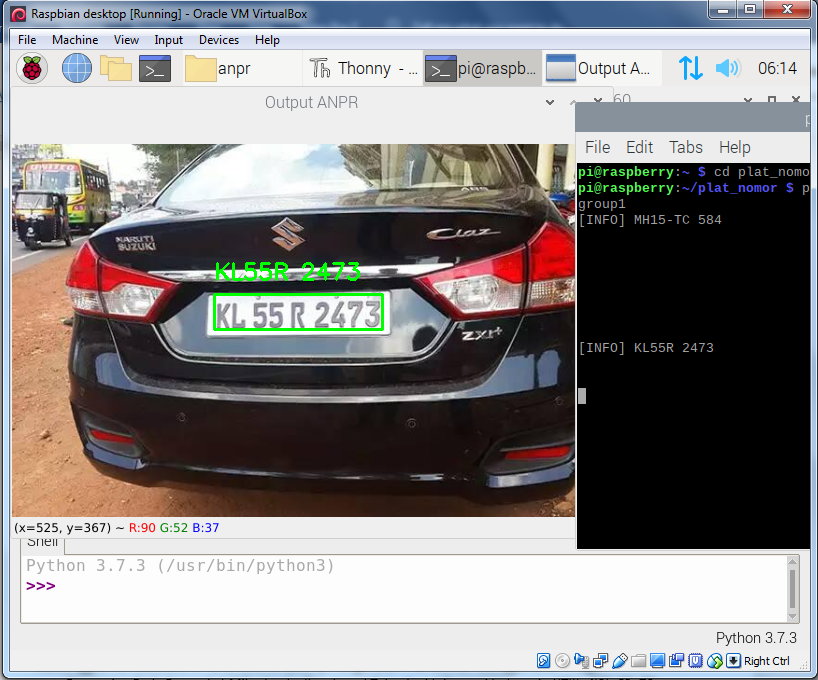 Raspbian desktop [Running] - Oracle VM VirtualBox
File Machine View Input Devices Help
anpr
Thonny - ...
pi@raspb...
Output A...
06:14
Output ANPR
60
File Edit Tabs Help
pi@raspberry:~ $ cd plat_nomo
pi@raspberry:~/plat_nomor $ p
group1
[INFO] MH15-TC 584
[INFO] KL55R 2473
MARUTI
SUZUKI
Ciaz
KL55R 2473
KL 55 R 2473
ZXi+
(x=525, y=367) ~ R:90 G:52 B:37
Shell
Python 3.7.3 (/usr/bin/python3)
>>>
Python 3.7.3
Right Ctrl